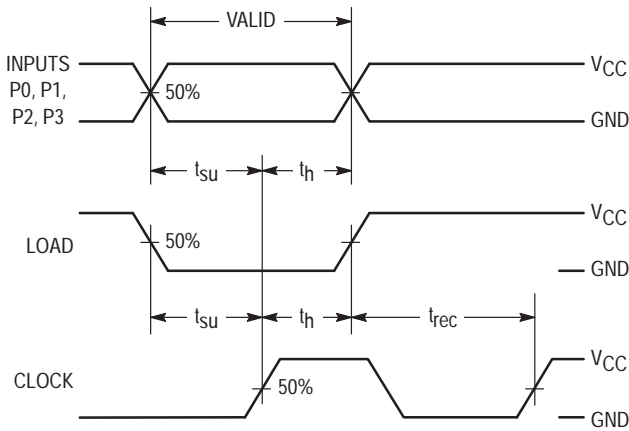 VALID
INPUTS
P0, P1,
P2, P3
50%
VCC
GND
tsu
th
LOAD
50%
VCC
GND
tsu
th
trec
CLOCK
50%
VCC
GND